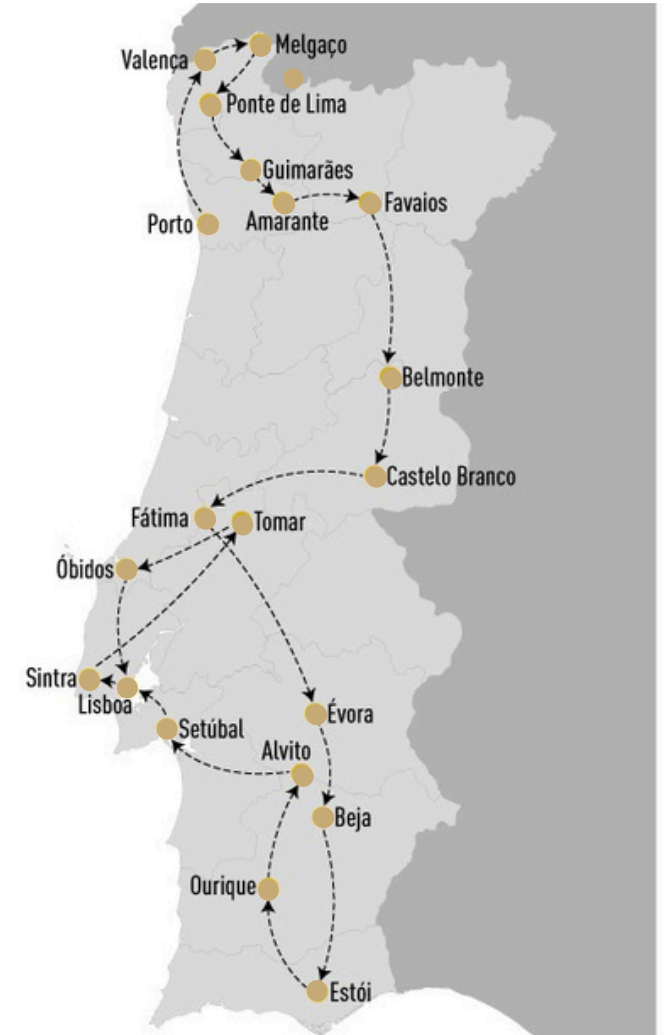 Melgaço
Valença
Ponte de Lima
Guimarães
Favaios
Amarante
Porto
Belmonte
Castelo Branco
Fátima
Tomar
Óbidos
Sintra
Lisboa
Évora
Setúbal
Alvito
Beja
Ourique
Estói